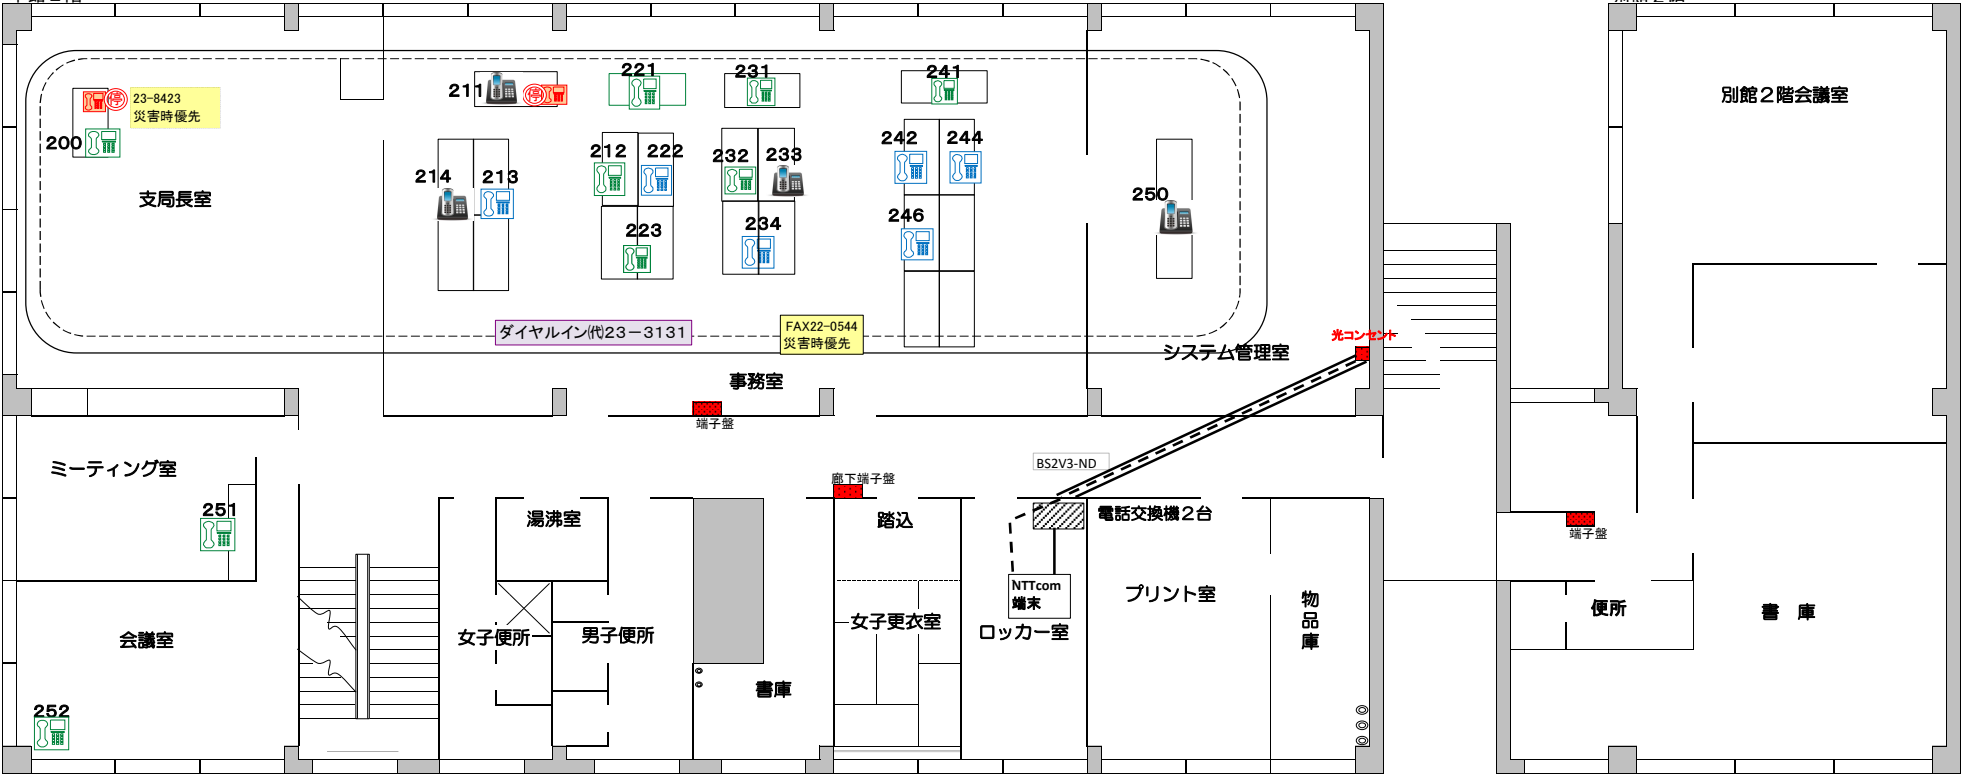 221
231
241
211
停
停
23-8423
災害時優先
別館２階会議室
200
212
222
232
233
242
244
214
213
支局長室
250
223
234
246
ダイヤルイン㈹２３－３１３１
FAX22-0544
災害時優先
光コンセント
システム管理室
事務室
端子盤
ミーティング室
BS2V3-ND
廊下端子盤
251
湯沸室
踏込
電話交換機２台
端子盤
NTTcom
端末
プリント室
物品庫
便所
書　庫
会議室
女子便所
男子便所
女子更衣室
ロッカー室
書庫
252